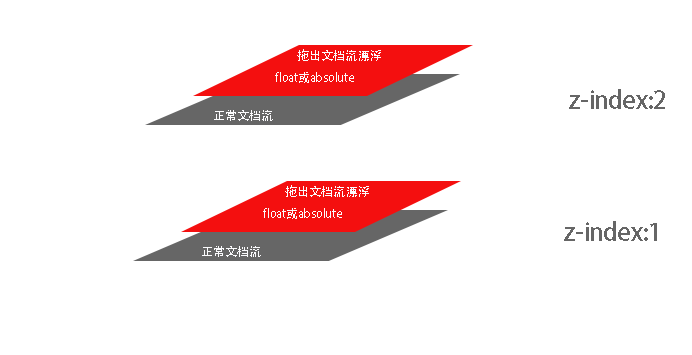 拖出文档流漂浮
float或absolute
正常文档流
z-index:2
拖出文档流漂浮
float或absolute
正常文档流
z-index:1